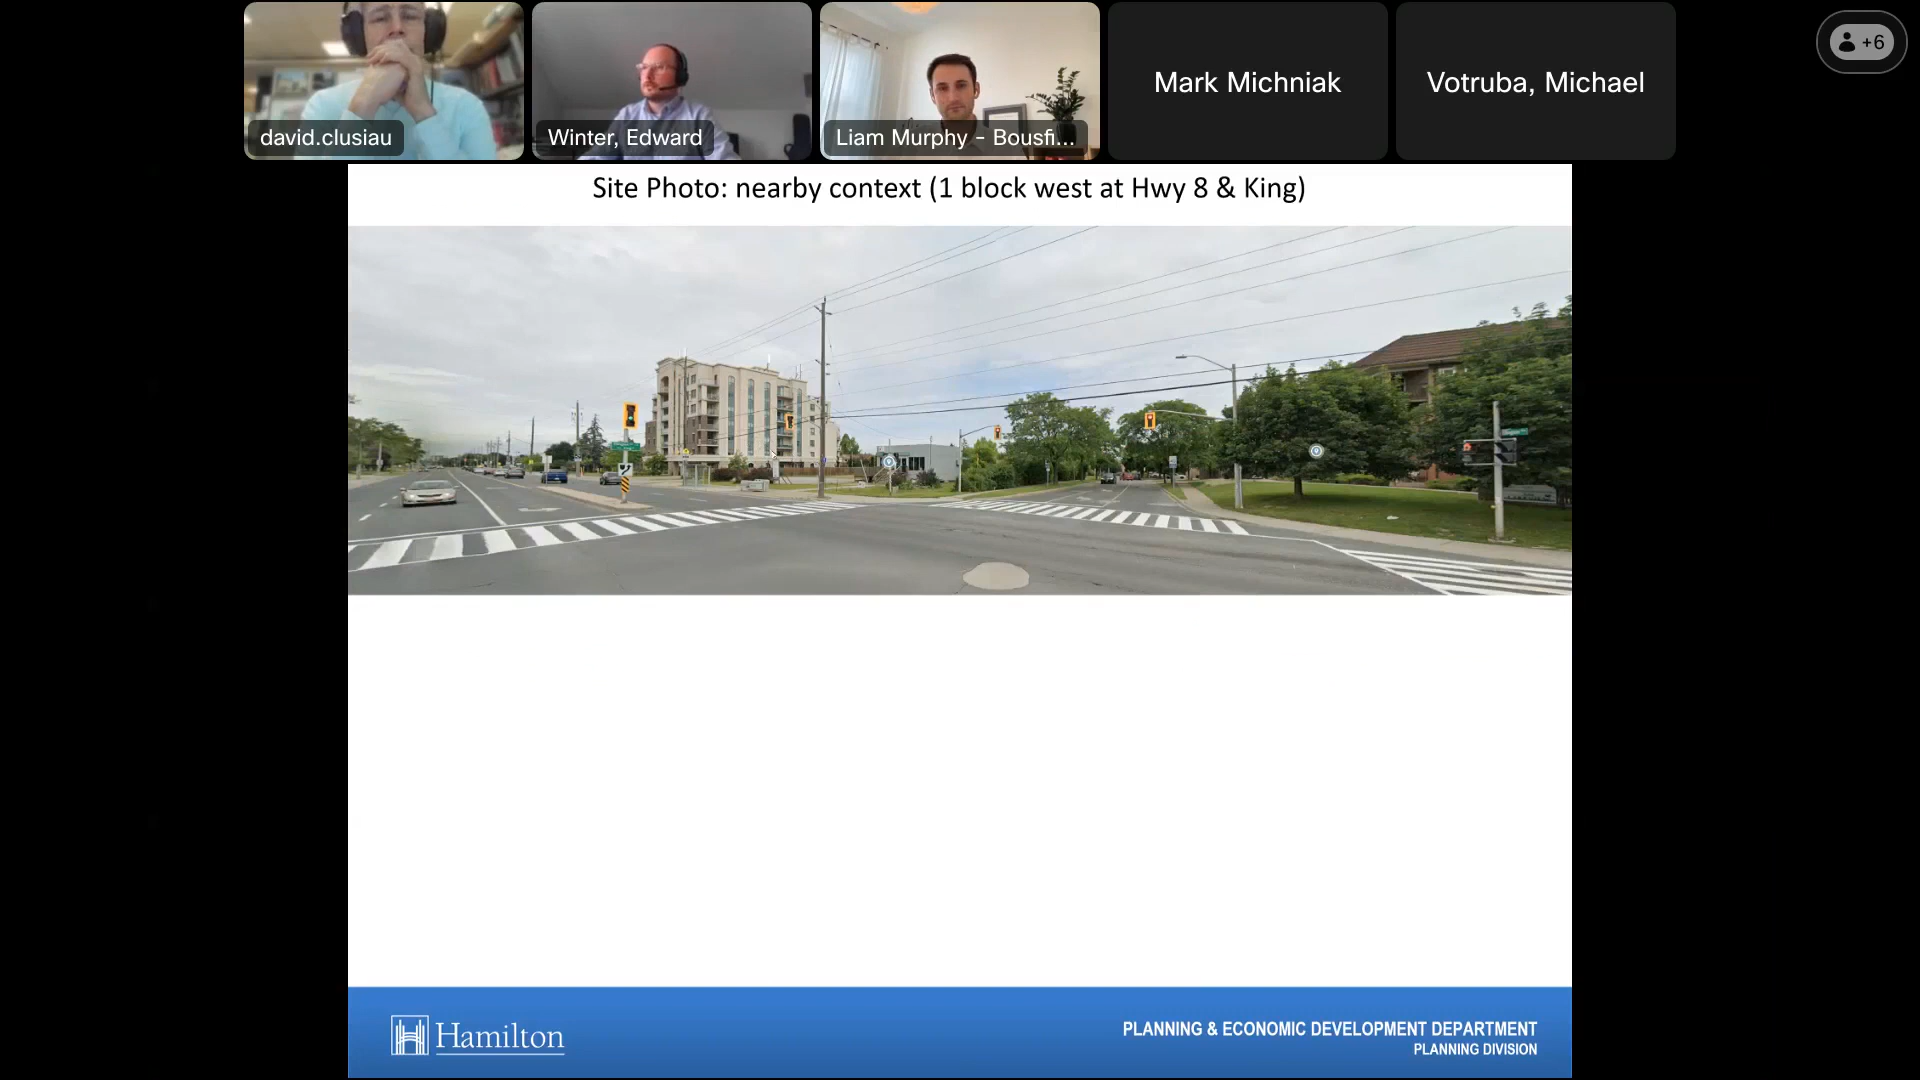 david.clusiau
Winter, Edward
Liam Murphy - Bousfi...
Mark Michniak
Votruba, Michael
+6
Site Photo: nearby context (1 block west at Hwy 8 & King)
Hamilton
PLANNING & ECONOMIC DEVELOPMENT DEPARTMENT
PLANNING DIVISION